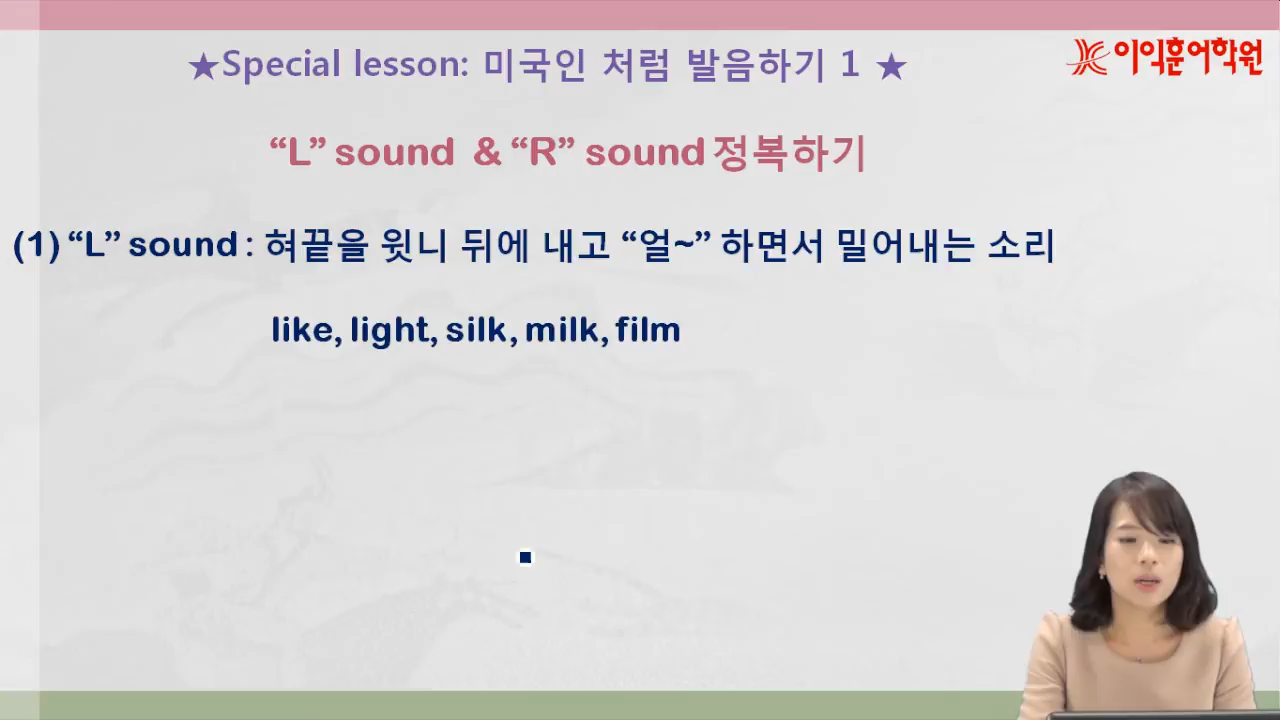 ★Special lesson: 미국인 처럼 발음하기 1 ★
이익훈어학원
“L” sound & “R” sound 정복하기
(1) “L” sound : 혀끝을 윗니 뒤에 내고 “얼~” 하면서 밀어내는 소리
like, light, silk, milk, film